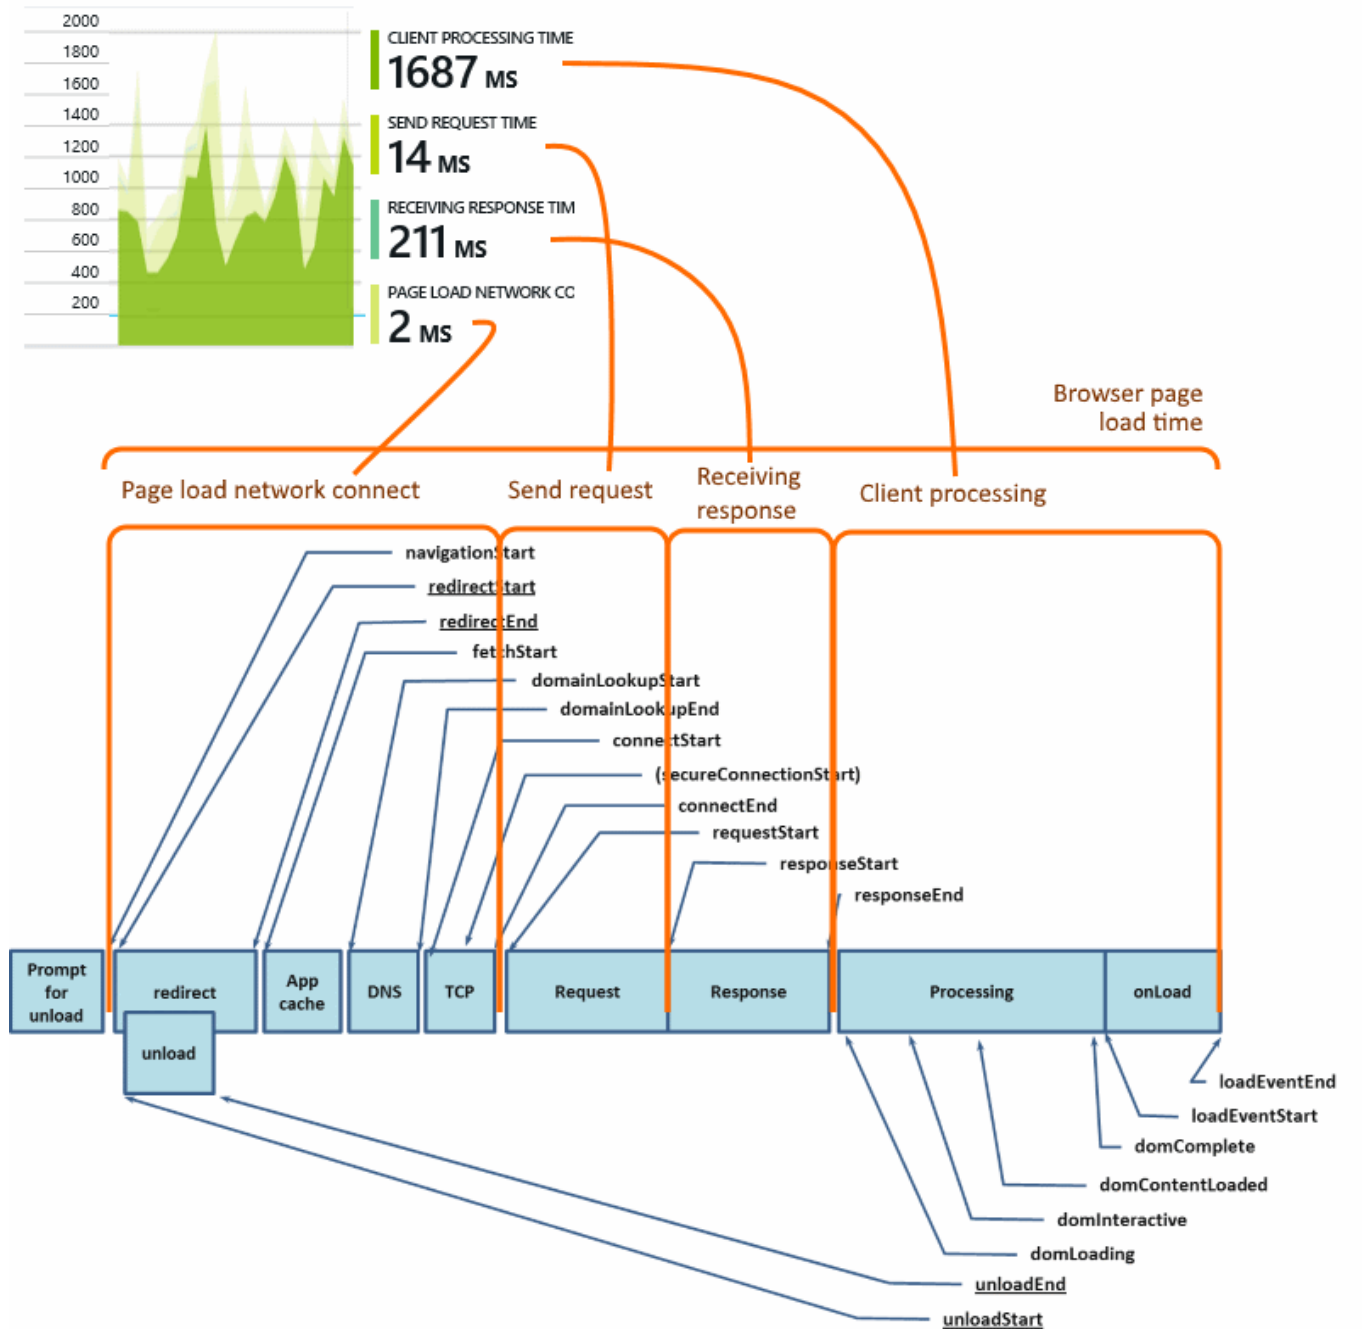 2000
1800
1600
1400
1200
1000
800
600
400
200
CLIENT PROCESSING TIME
1687 MS
SEND REQUEST TIME
14 MS
RECEIVING RESPONSE TIM
211 MS
PAGE LOAD NETWORK CC
2 MS
Browser page
load time
Page load network connect
Send request
Receiving
response
Client processing
navigationStart
redirectStart
redirectEnd
fetchStart
domainLookupStart
domainLookupEnd
connectStart
(secureConnectionStart)
connectEnd
requestStart
responseStart
responseEnd
Prompt
for
unload
redirect
unload
App
cache
DNS
TCP
Request
Response
Processing
onLoad
loadEventEnd
loadEventStart
domComplete
domContentLoaded
domInteractive
domLoading
unloadEnd
unloadStart